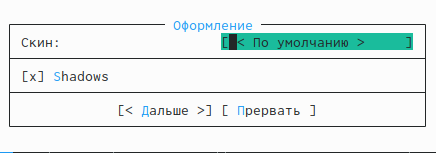 Оформление
Скин: [ < По умолчанию > ]
[x] Shadows
[< Дальше >] [ Прервать ]